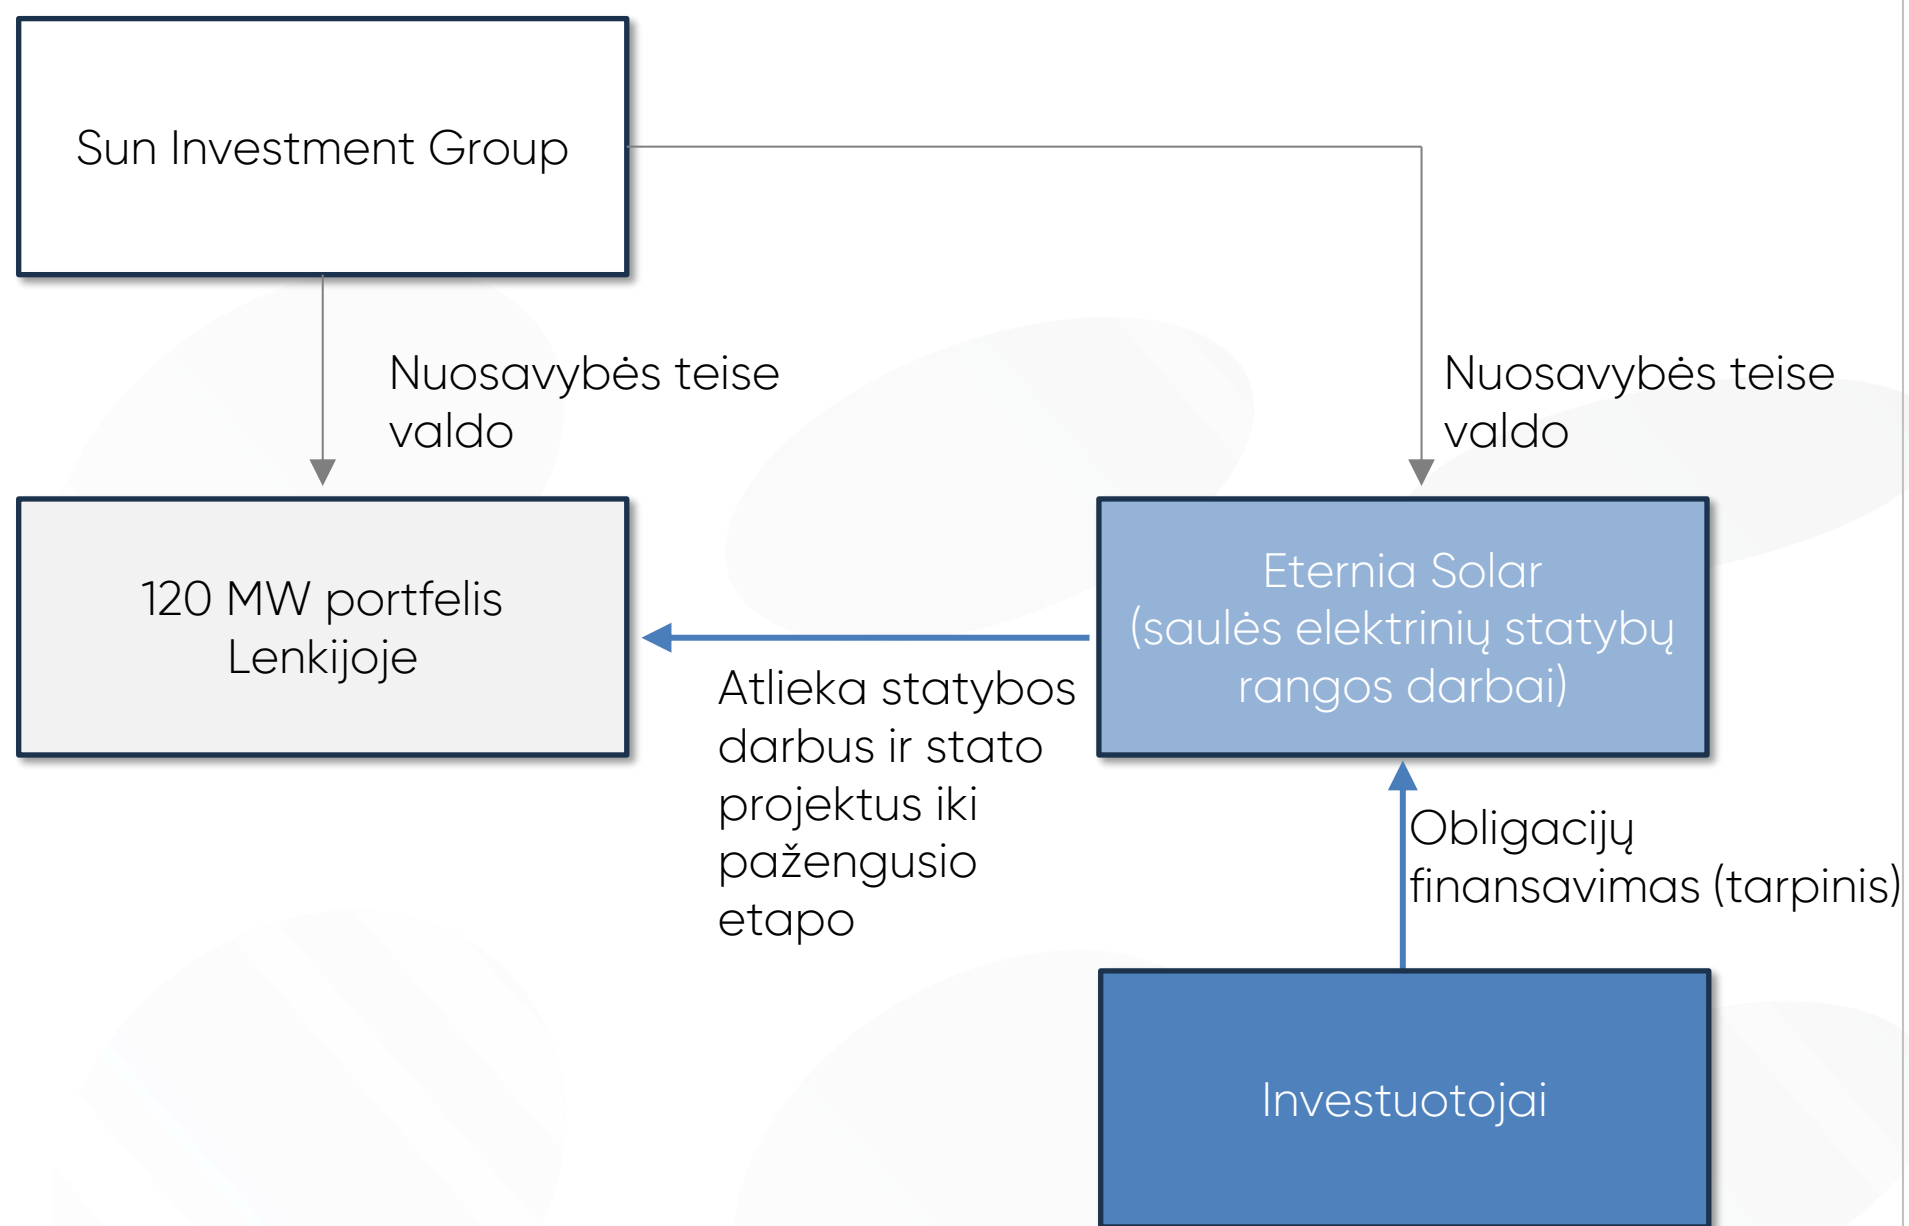 Sun Investment Group
Nuosavybės teise
valdo
Nuosavybės teise
valdo
120 MW portfelis
Lenkijoje
Eternia Solar
(saulės elektrinių statybų
rangos darbai)
Atlieka statybos
darbus ir stato
projektus iki
pažengusio
etapo
Obligacijų
finansavimas (tarpinis)
Investuotojai